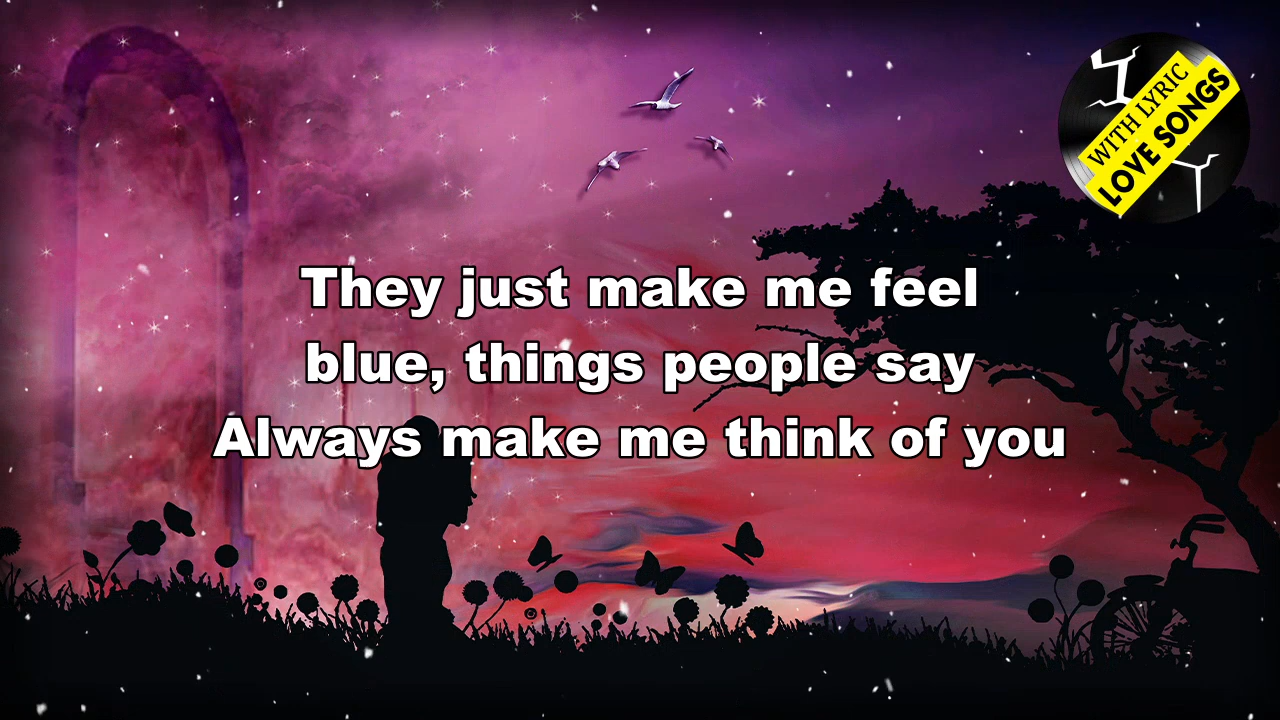 WITH LYRIC
LOVE SONGS
They just make me feel
blue, things people say
Always make me think of you